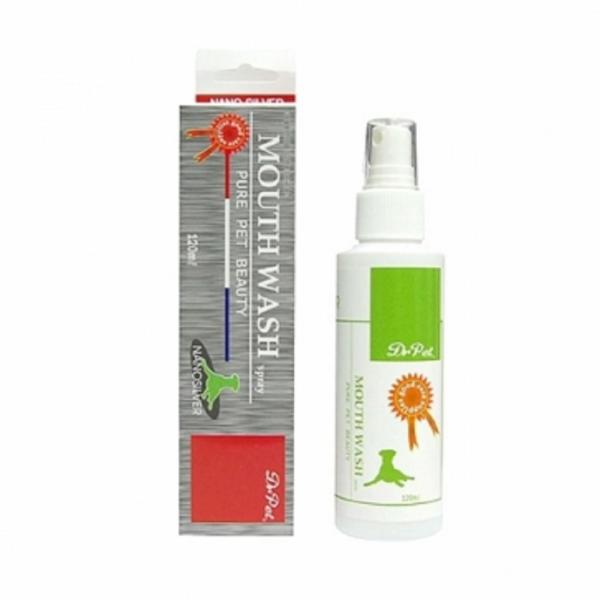 NANO SILVER
MOUTH WASH
spray
PURE PET BEAUTY
120ml
NANOSILVER
Dr Pet
Dr Pet
MOUTH WASH
PURE PET BEAUTY
120ml